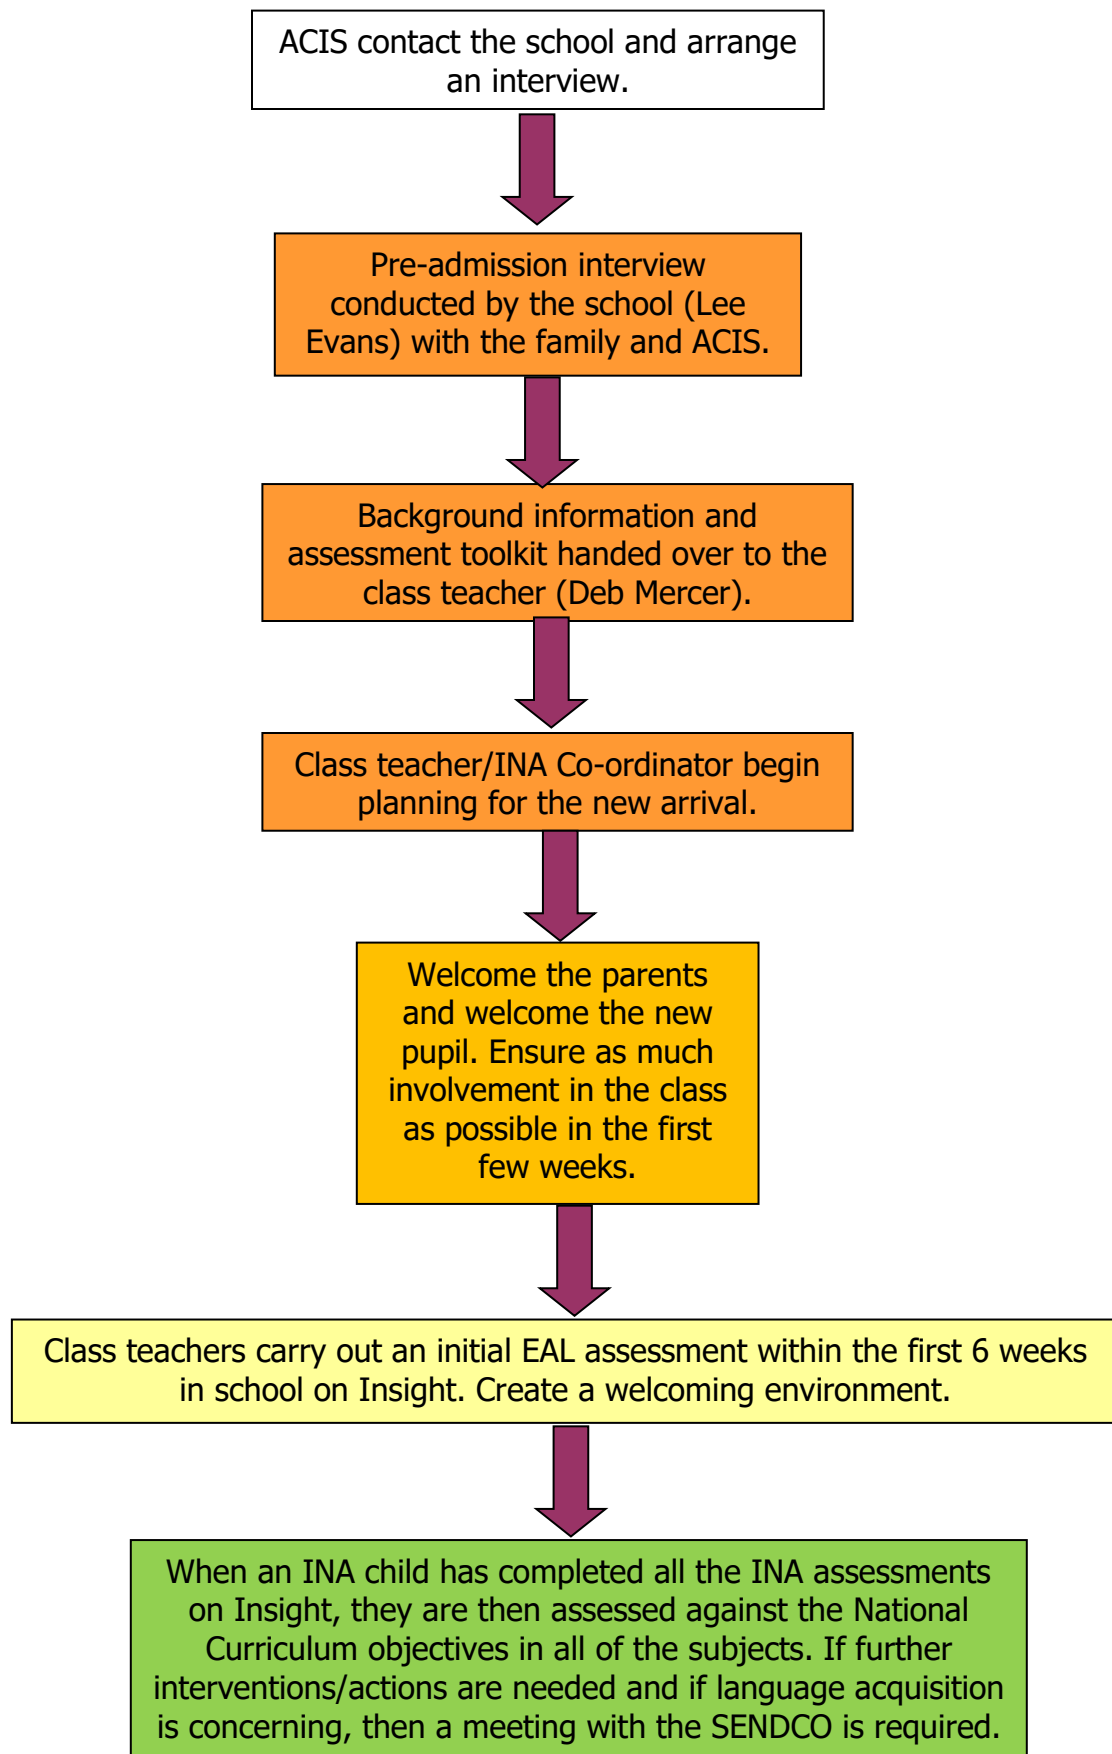 ACIS contact the school and arrange
an interview.
Pre-admission interview
conducted by the school (Lee
Evans) with the family and ACIS.
Background information and
assessment toolkit handed over to the
class teacher (Deb Mercer).
Class teacher/INA Co-ordinator begin
planning for the new arrival.
Welcome the parents
and welcome the new
pupil. Ensure as much
involvement in the class
as possible in the first
few weeks.
Class teachers carry out an initial EAL assessment within the first 6 weeks
in school on Insight. Create a welcoming environment.
When an INA child has completed all the INA assessments
on Insight, they are then assessed against the National
Curriculum objectives in all of the subjects. If further
interventions/actions are needed and if language acquisition
is concerning, then a meeting with the SENDCO is required.